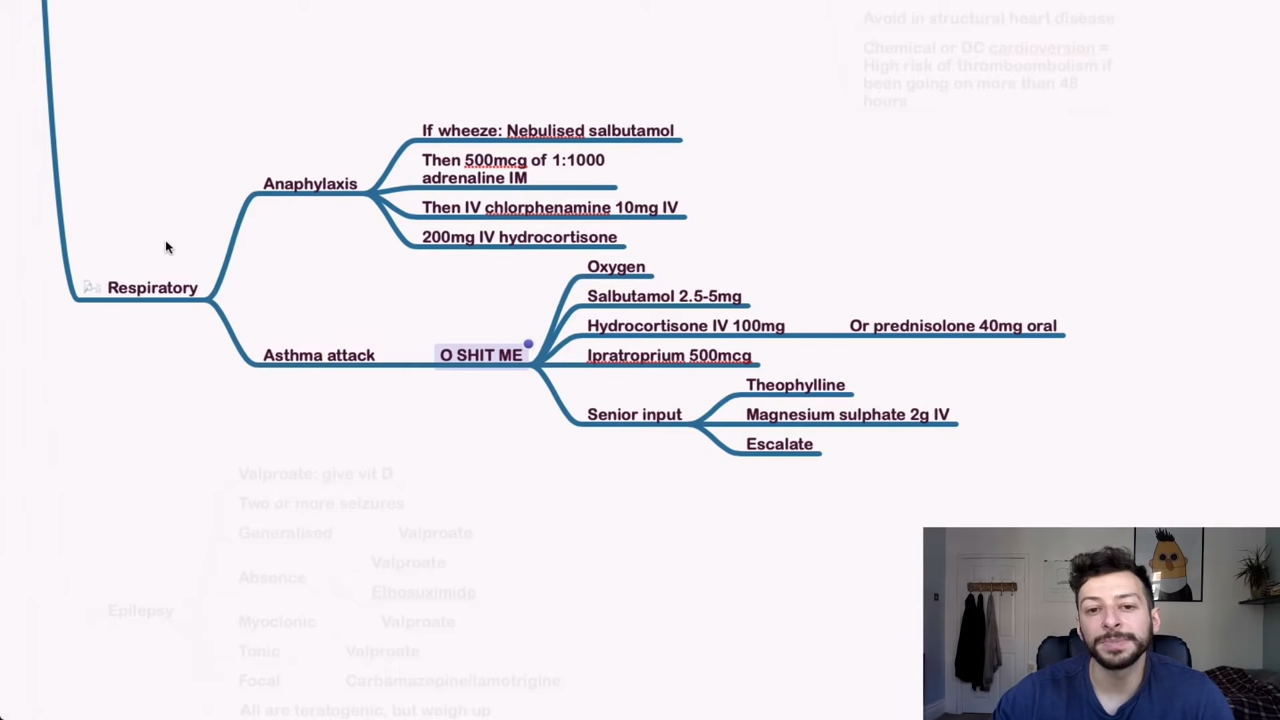 Avoid in structural heart disease
Chemical or DC cardioversion =
High risk of thromboembolism if
been going on more than 48
hours
If wheeze: Nebulised salbutamol
Then 500mcg of 1:1000
adrenaline IM
Anaphylaxis
Then IV chlorphenamine 10mg IV
200mg IV hydrocortisone
Respiratory
Oxygen
Salbutamol 2.5-5mg
Hydrocortisone IV 100mg
Or prednisolone 40mg oral
Asthma attack
O SHIT ME
Ipratroprium 500mcg
Theophylline
Senior input
Magnesium sulphate 2g IV
Escalate
Valproate: give vit D
Two or more seizures
Generalised
Valproate
Valproate
Absence
Ethosuximide
Epilepsy
Myoclonic
Valproate
Tonic
Valproate
Focal
Carbamazepine/lamotrigine
All are teratogenic, but weigh up